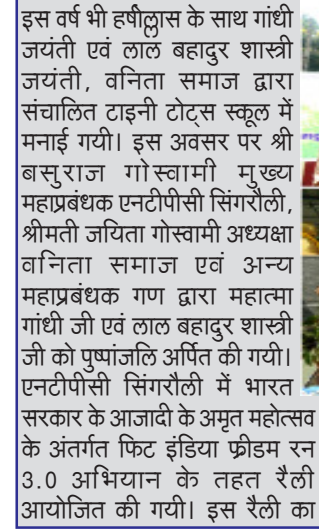 इस वर्ष भी हर्षोल्लास के साथ गांधी
जयंती एवं लाल बहादुर शास्त्री
जयंती, वनिता समाज द्वारा
संचालित टाइनी टोट्स स्कूल में
मनाई गयी। इस अवसर पर श्री
बसुराज गोस्वामी मुख्य
महाप्रबंधक एनटीपीसी सिंगरौली,
श्रीमती जयिता गोस्वामी अध्यक्षा
वानिता समाज एवं अन्य
महाप्रबंधक गण द्वारा महात्मा
गांधी जी एवं लाल बहादुर शास्त्री
जी को पुष्पांजलि अर्पित की गयी।
एनटीपीसी सिंगरौली में भारत
सरकार के आजादी के अमृत महोत्सव
के अंतर्गत फिट इंडिया फ्रीडम रन
3.0 अभियान के तहत रैली
आयोजित की गयी। इस रैली का